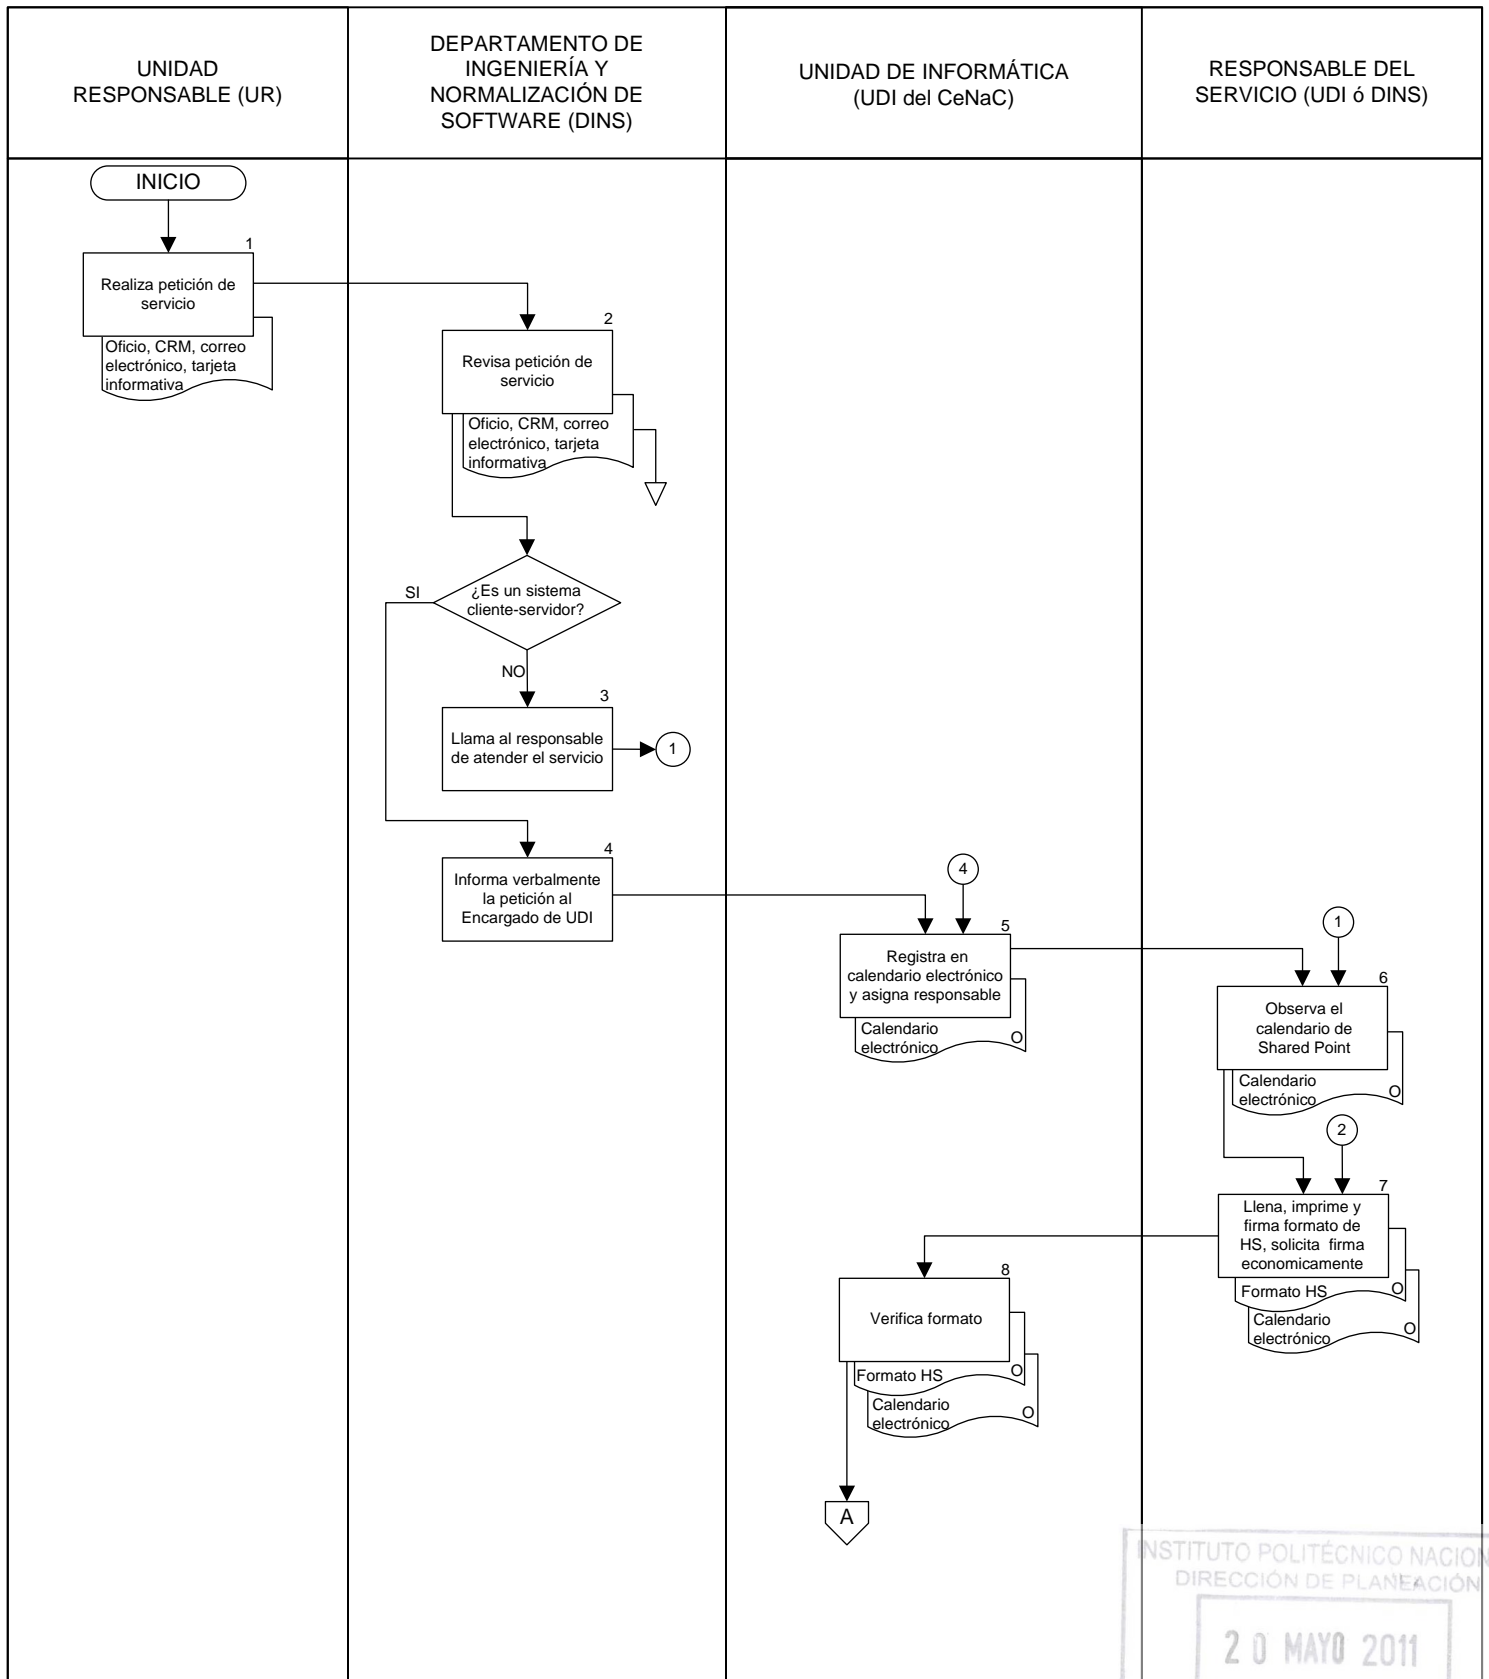 UNIDAD
RESPONSABLE (UR)
DEPARTAMENTO DE
INGENIERÍA Y
NORMALIZACIÓN DE
SOFTWARE (DINS)
UNIDAD DE INFORMÁTICA
(UDI del CeNaC)
RESPONSABLE DEL
SERVICIO (UDI ó DINS)
INICIO
1
Realiza petición de
servicio
Oficio, CRM, correo
electrónico, tarjeta
informativa
2
Revisa petición de
servicio
Oficio, CRM, correo
electrónico, tarjeta
informativa
¿Es un sistema
cliente-servidor?
SI
NO
3
Llama al responsable
de atender el servicio
1
4
Informa verbalmente
la petición al
Encargado de UDI
4
5
Registra en
calendario electrónico
y asigna responsable
Calendario
electrónico
O
1
6
Observa el
calendario de
Shared Point
Calendario
electrónico
O
2
7
Llena, imprime y
firma formato de
HS, solicita firma
economicamente
Formato HS
O
Calendario
electrónico
O
8
Verifica formato
Formato HS
O
Calendario
electrónico
O
A
INSTITUTO POLITÉCNICO NACION
DIRECCIÓN DE PLANEACIÓN
20 MAYO 2011